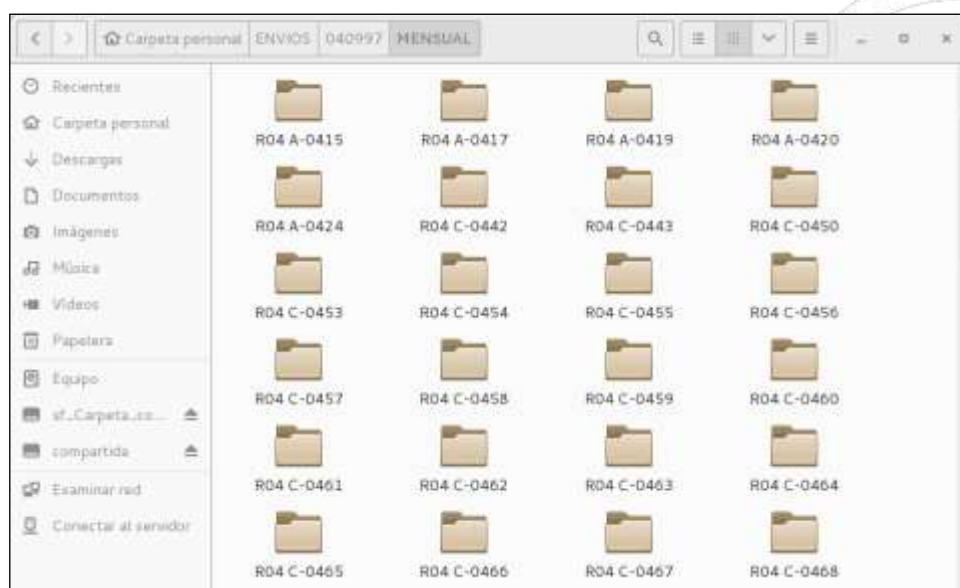 Carpeta personal ENVIOS 040997 MENSUAL
Recientes
Carpeta personal
Descargas
Documentos
Imágenes
Música
Vídeos
Papelera
Equipo
sf_Carpeta_co...
compartida
Examinar red
Conectar al servidor
R04 A-0415 R04 A-0417 R04 A-0419 R04 A-0420
R04 A-0424 R04 C-0442 R04 C-0443 R04 C-0450
R04 C-0453 R04 C-0454 R04 C-0455 R04 C-0456
R04 C-0457 R04 C-0458 R04 C-0459 R04 C-0460
R04 C-0461 R04 C-0462 R04 C-0463 R04 C-0464
R04 C-0465 R04 C-0466 R04 C-0467 R04 C-0468